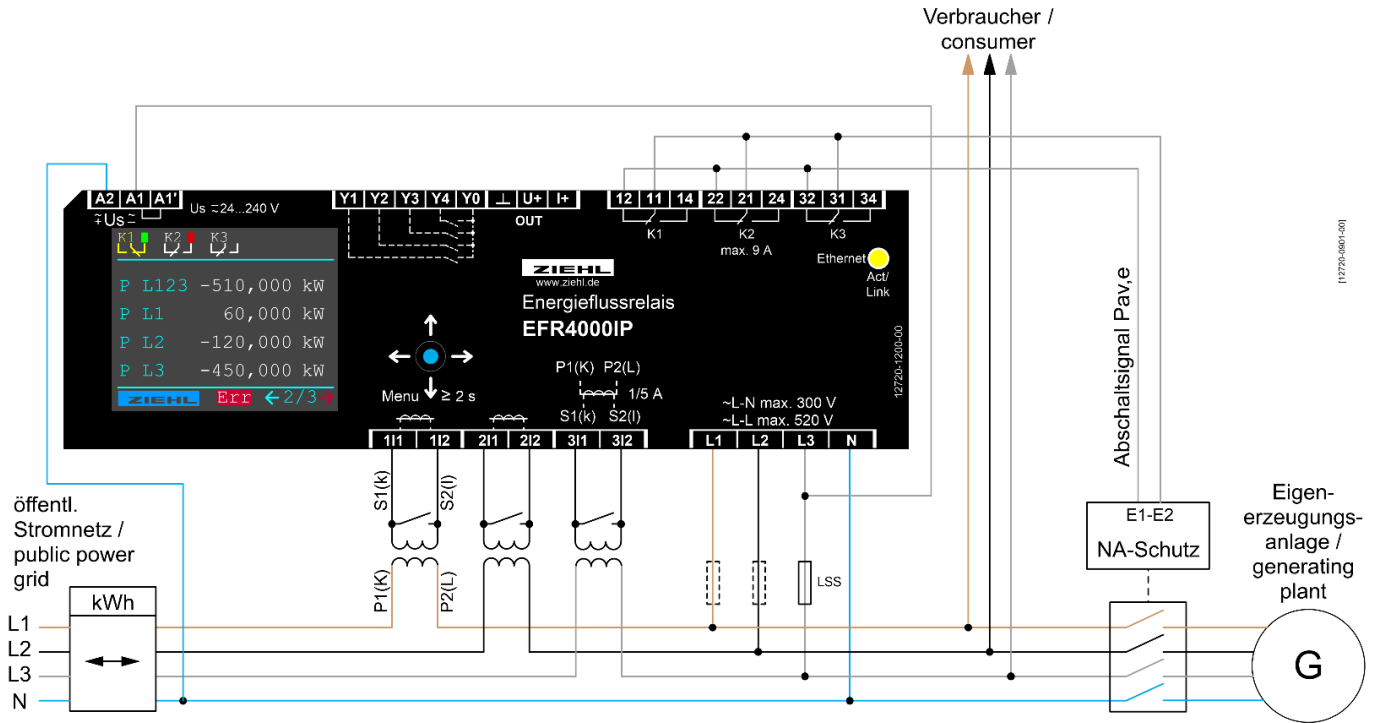 Verbraucher /
consumer
A2 A1 A1'
Us
Us ≂24...240 V
Y1 Y2 Y3 Y4 Y0 ⊥ U+ I+
OUT
12 11 14 22 21 24 32 31 34
K1 K2 K3
max. 9 A
K1 K2 K3
P L123 -510,000 kW
P L1 60,000 kW
P L2 -120,000 kW
P L3 -450,000 kW
ZIEHL Err ←2/3→
Menu ≥ 2 s
ZIEHL
www.ziehl.de
Energieflussrelais
EFR4000IP
Ethernet
Act/
Link
12720-1200-00
P1(K) P2(L)
1/5 A
S1(k) S2(l)
~L-N max. 300 V
~L-L max. 520 V
1I1 1I2 2I1 2I2 3I1 3I2 L1 L2 L3 N
[12720-0901-00]
Abschaltsignal Pav,e
S1(k) S2(l)
P1(K) P2(L)
LSS
öffentl.
Stromnetz /
public power
grid
kWh
L1
L2
L3
N
E1-E2
NA-Schutz
Eigen-
erzeugungs-
anlage /
generating
plant
G